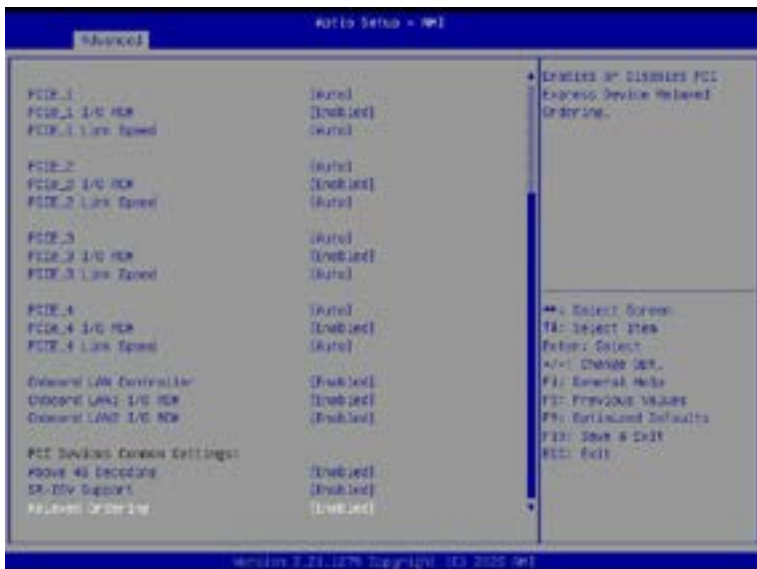 Aptio Setup - AMI
Advanced
PCIE_1 [Auto]
PCIE_1 I/O ROM [Enabled]
PCIE_1 Link Speed [Auto]
PCIE_2 [Auto]
PCIE_2 I/O ROM [Enabled]
PCIE_2 Link Speed [Auto]
PCIE_3 [Auto]
PCIE_3 I/O ROM [Enabled]
PCIE_3 Link Speed [Auto]
PCIE_4 [Auto]
PCIE_4 I/O ROM [Enabled]
PCIE_4 Link Speed [Auto]
Onboard LAN Controller [Enabled]
Onboard LAN1 I/O ROM [Enabled]
Onboard LAN2 I/O ROM [Enabled]
PCI Devices Common Settings:
Above 4G Decoding [Enabled]
SR-IOV Support [Enabled]
Relaxed Ordering [Enabled]
Enables or Disables PCI
Express Device Relaxed
Ordering.
: Select Screen
: Select Item
Enter: Select
+/-: Change Opt.
F1: General Help
: Previous Values
F9: Optimized Defaults
F10: Save & Exit
ESC: Exit
Version Copyright (C) AMI